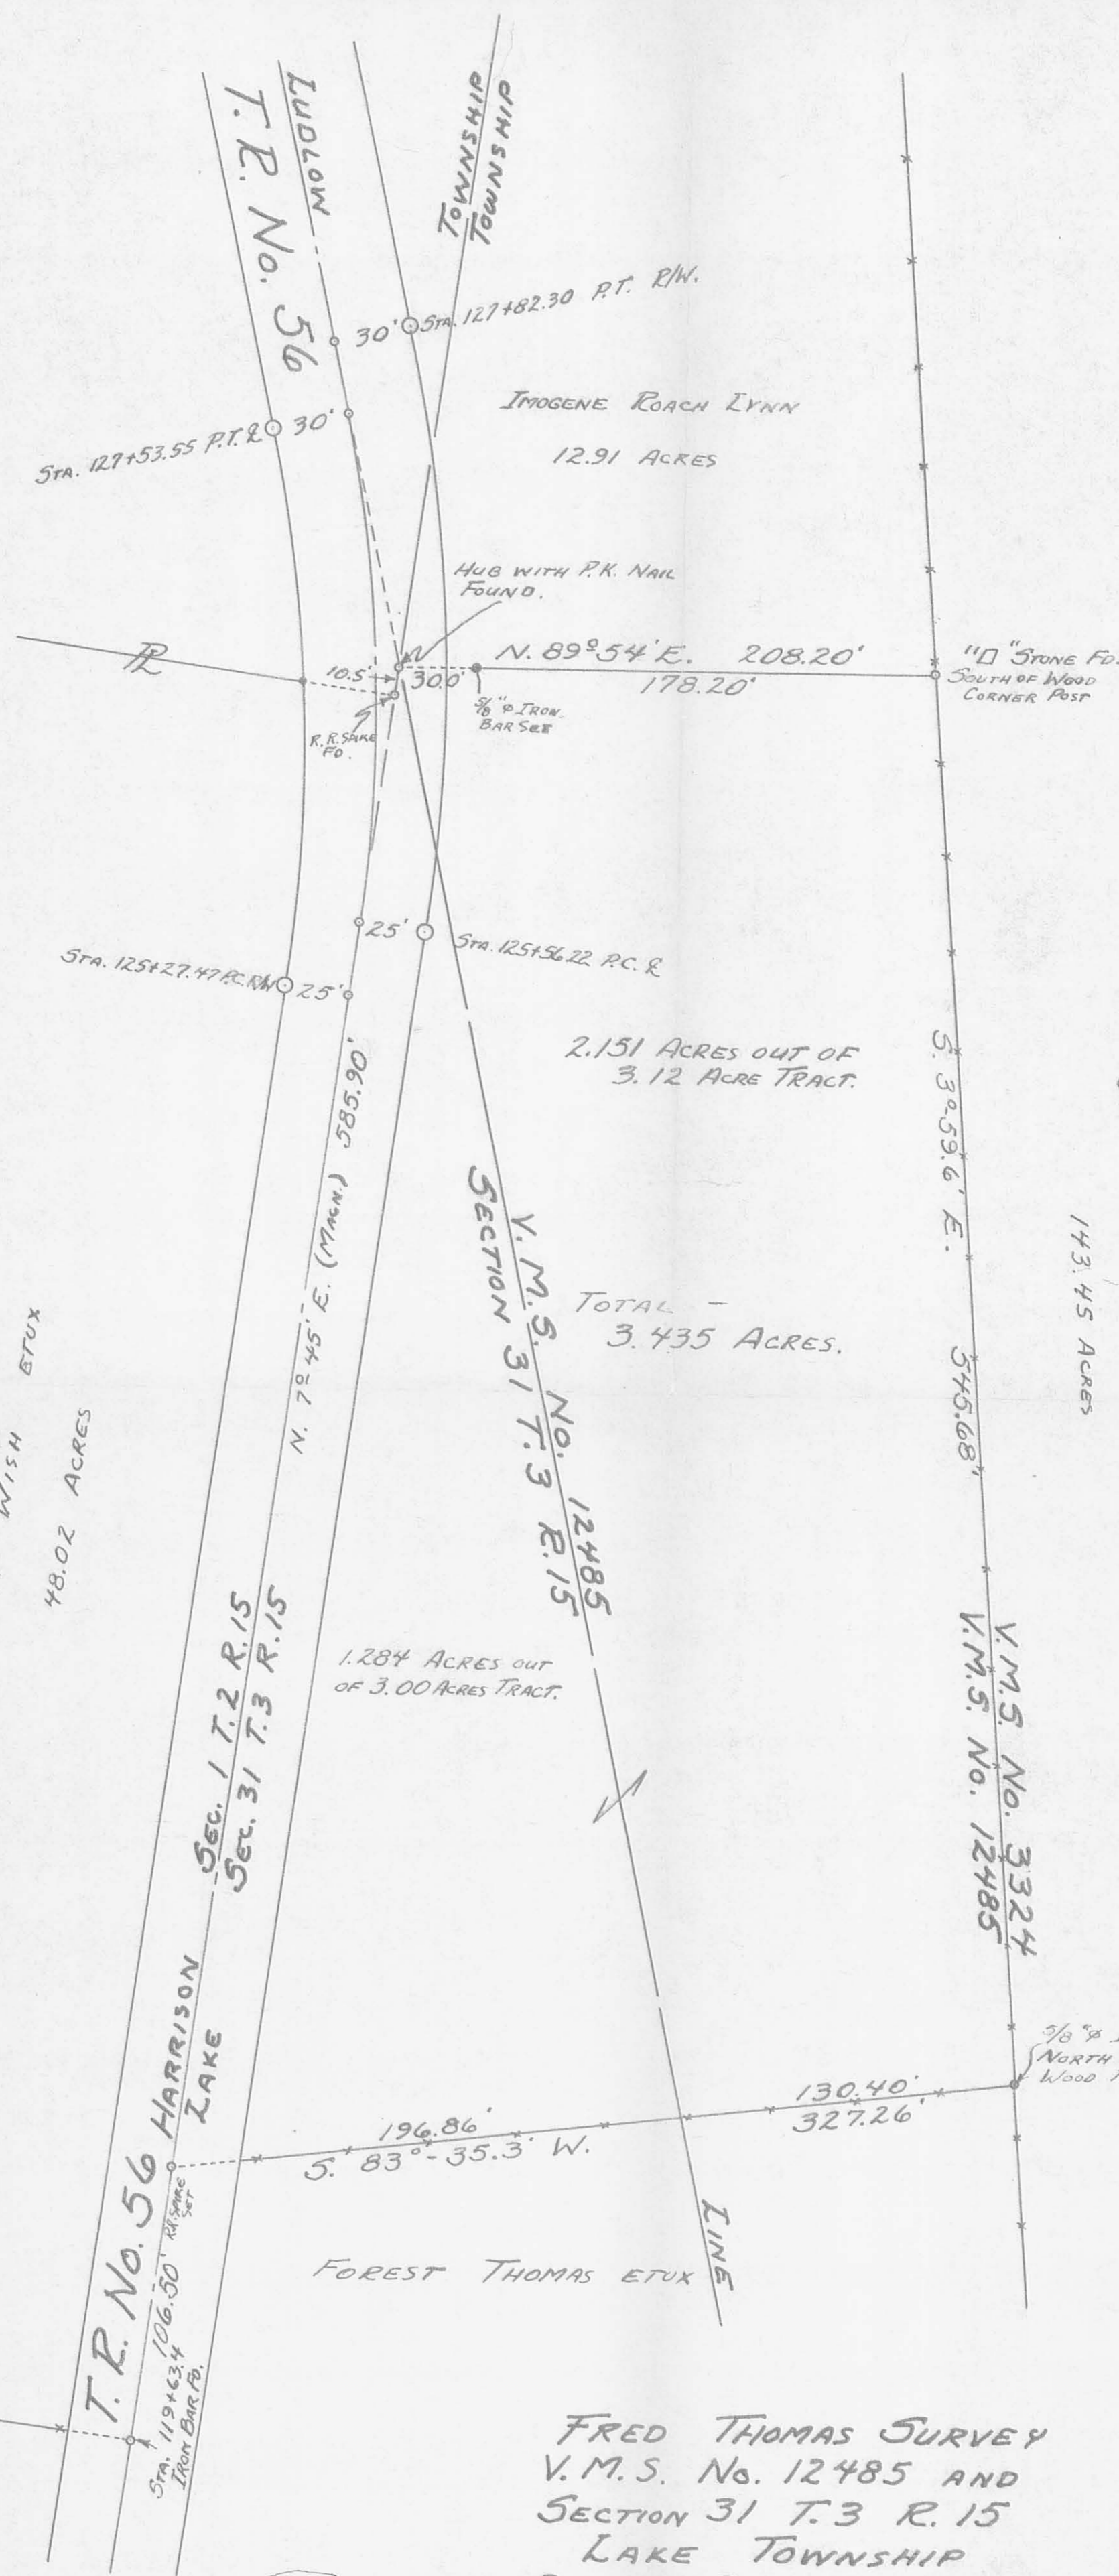 LUDLOW
T. R. No. 56
TOWNSHIP
TOWNSHIP
30' STA. 127+82.30 P.T. R/W.
STA. 127+53.55 P.T. ℄ 30'
IMOGENE ROACH LYNN
12.91 ACRES
HUB WITH P.K. NAIL
FOUND.
PL
10.5'
30.0'
N. 89°-54' E. 208.20'
178.20'
"□" STONE FD.
SOUTH OF WOOD
CORNER POST
R.R. SPIKE
FD.
5/8"⌀ IRON
BAR SET
25' STA. 125+56.22 P.C. ℄
STA. 125+27.47 P.C. R/W 25'
2.151 ACRES OUT OF
3.12 ACRE TRACT.
N. 7°-45' E. (MAGN.) 585.90'
S. 3°-59.6' E. 545.68'
V. M. S. No. 12485
SECTION 31 T. 3 R. 15
LINE
TOTAL -
3.435 ACRES.
143.45 ACRES
WISH ETUX
48.02 ACRES
1.284 ACRES OUT
OF 3.00 ACRES TRACT.
SEC. 1 T. 2 R. 15
SEC. 31 T. 3 R. 15
V. M. S. No. 3324
V. M. S. No. 12485
HARRISON
LAKE
5/8"⌀
NORTH
WOOD
130.40'
327.26'
196.86'
S. 83°-35.3' W.
T. R. No. 56
R.R. SPIKE
SET
106.50'
STA. 119+63.4
IRON BAR FD.
FOREST THOMAS ETUX
FRED THOMAS SURVEY
V. M. S. No. 12485 AND
SECTION 31 T. 3 R. 15
LAKE TOWNSHIP